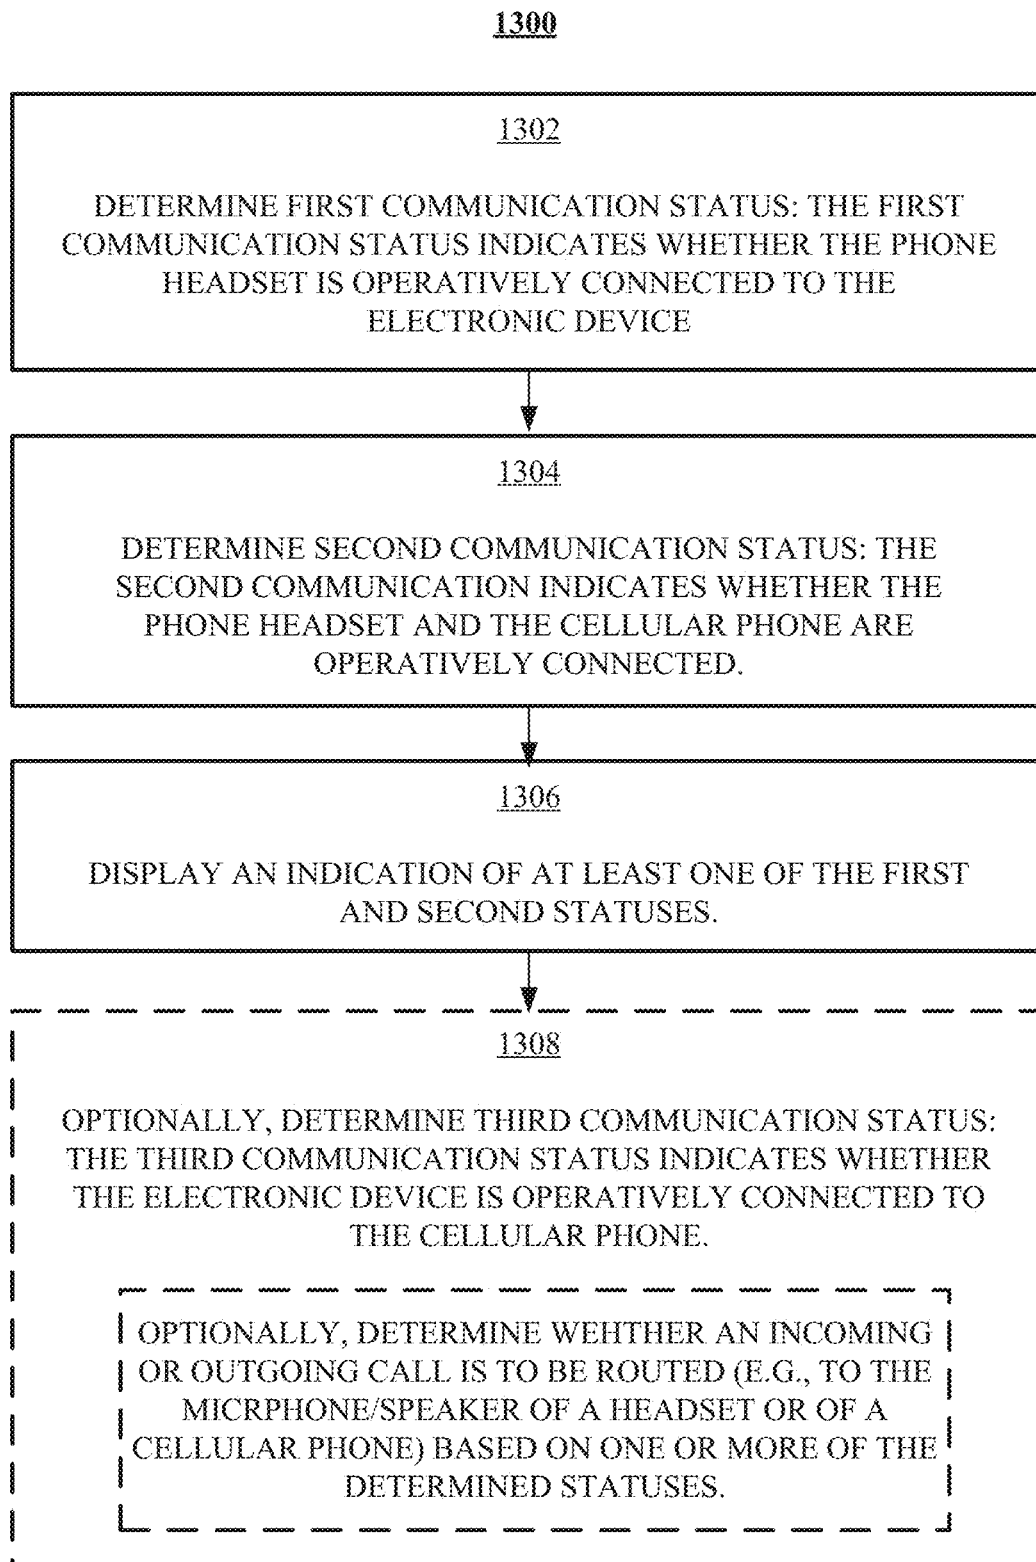 1300
1302
DETERMINE FIRST COMMUNICATION STATUS: THE FIRST
COMMUNICATION STATUS INDICATES WHETHER THE PHONE
HEADSET IS OPERATIVELY CONNECTED TO THE
ELECTRONIC DEVICE
1304
DETERMINE SECOND COMMUNICATION STATUS: THE
SECOND COMMUNICATION INDICATES WHETHER THE
PHONE HEADSET AND THE CELLULAR PHONE ARE
OPERATIVELY CONNECTED.
1306
DISPLAY AN INDICATION OF AT LEAST ONE OF THE FIRST
AND SECOND STATUSES.
1308
OPTIONALLY, DETERMINE THIRD COMMUNICATION STATUS:
THE THIRD COMMUNICATION STATUS INDICATES WHETHER
THE ELECTRONIC DEVICE IS OPERATIVELY CONNECTED TO
THE CELLULAR PHONE.
OPTIONALLY, DETERMINE WEHTHER AN INCOMING
OR OUTGOING CALL IS TO BE ROUTED (E.G., TO THE
MICRPHONE/SPEAKER OF A HEADSET OR OF A
CELLULAR PHONE) BASED ON ONE OR MORE OF THE
DETERMINED STATUSES.